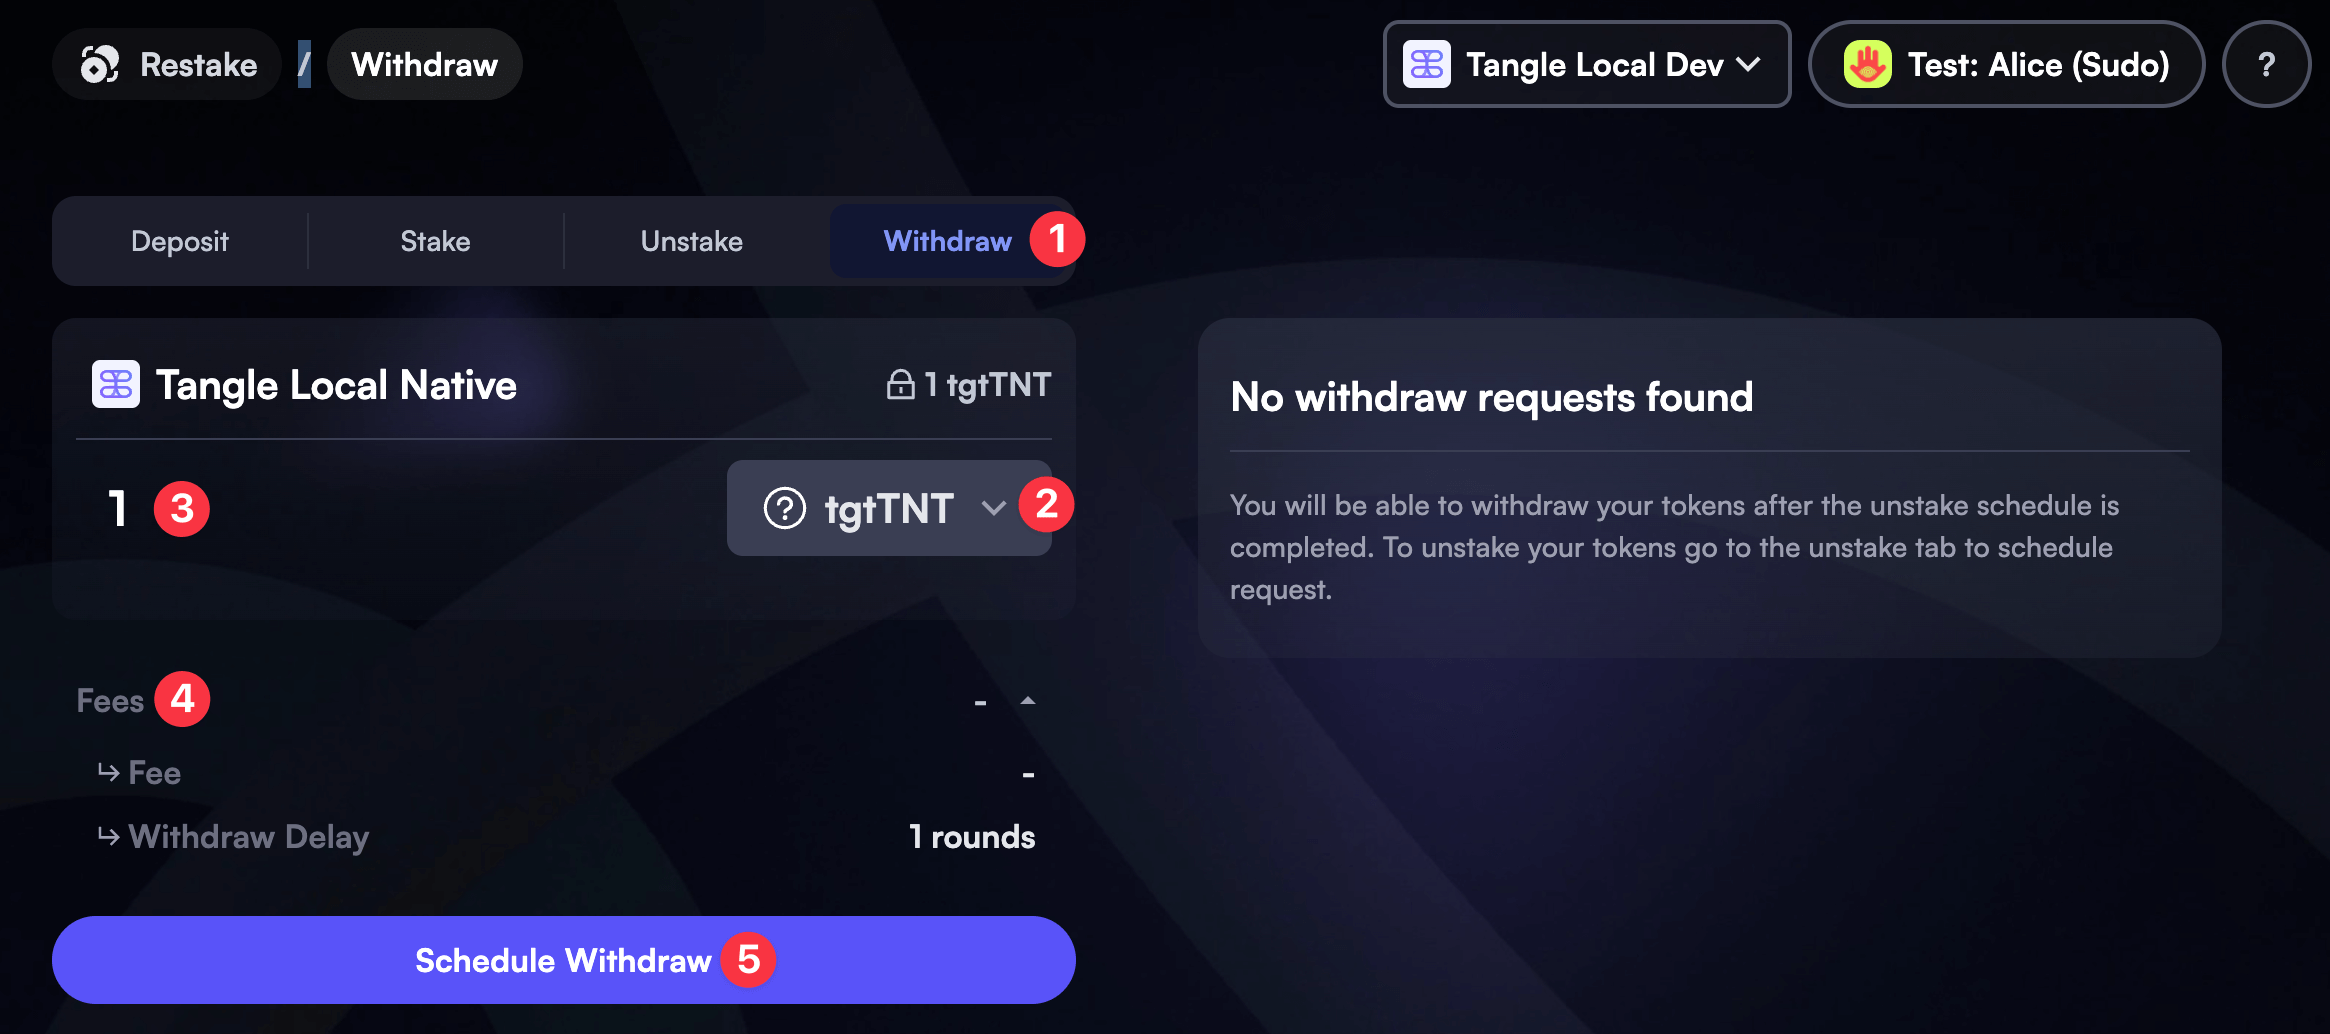 Restake / Withdraw
Tangle Local Dev
Test: Alice (Sudo)
?
Deposit
Stake
Unstake
Withdraw 1
Tangle Local Native
1 tgtTNT
1 3
? tgtTNT 2
Fees 4 -
Fee -
Withdraw Delay 1 rounds
Schedule Withdraw 5
No withdraw requests found
You will be able to withdraw your tokens after the unstake schedule is
completed. To unstake your tokens go to the unstake tab to schedule
request.